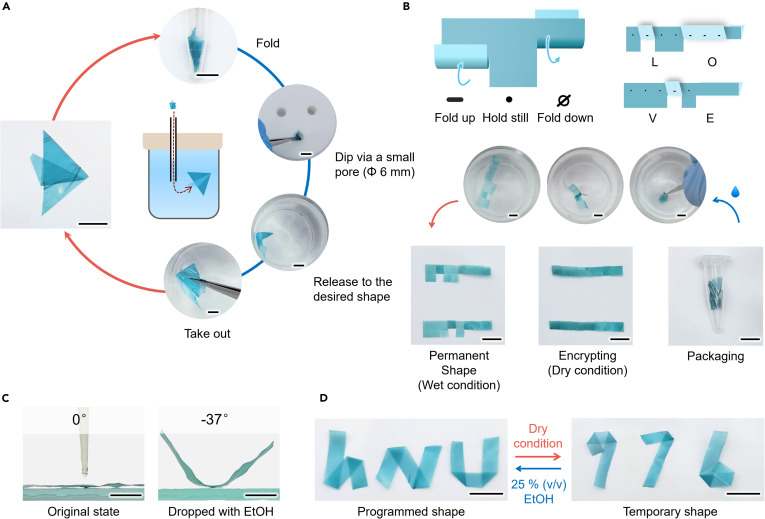 A
Fold
Dip via a small
pore (Φ 6 mm)
Release to the
desired shape
Take out
B
Fold up
Hold still
Fold down
L
O
V
E
Permanent
Shape
(Wet condition)
Encrypting
(Dry condition)
Packaging
C
0°
-37°
Original state
Dropped with EtOH
D
Dry
condition
25 % (v/v)
EtOH
Programmed shape
Temporary shape